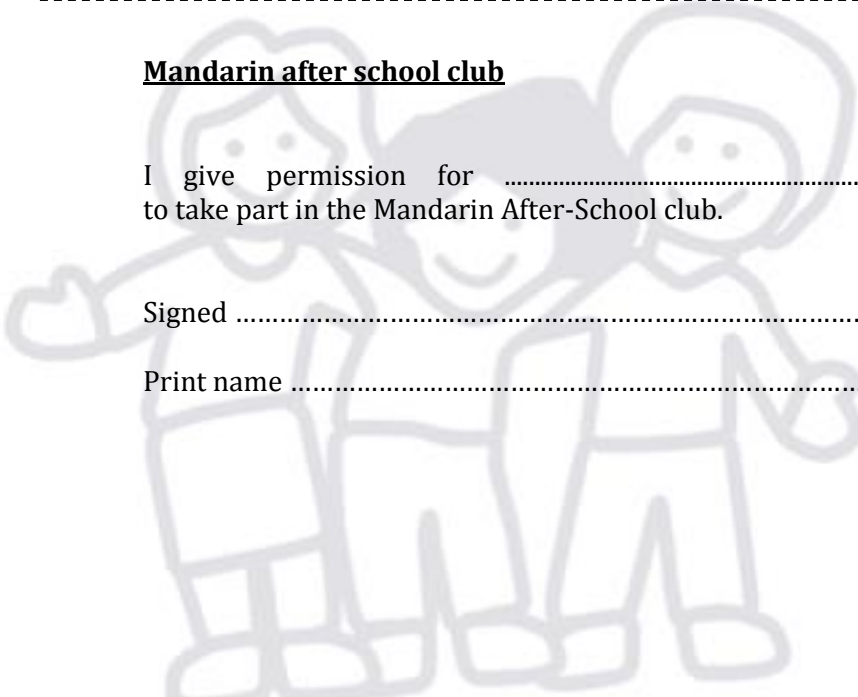 Mandarin after school club
I give permission for ................................................................
to take part in the Mandarin After-School club.
Signed ……………………………………………………………………………
Print name ……………………………………………………………………